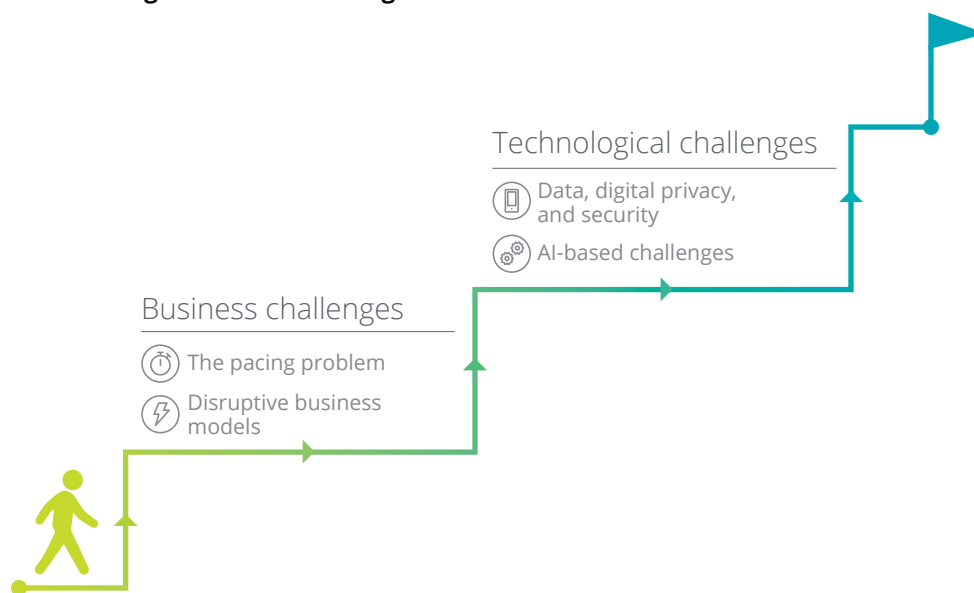 Business challenges
The pacing problem
Disruptive business
models
Technological challenges
Data, digital privacy,
and security
AI-based challenges